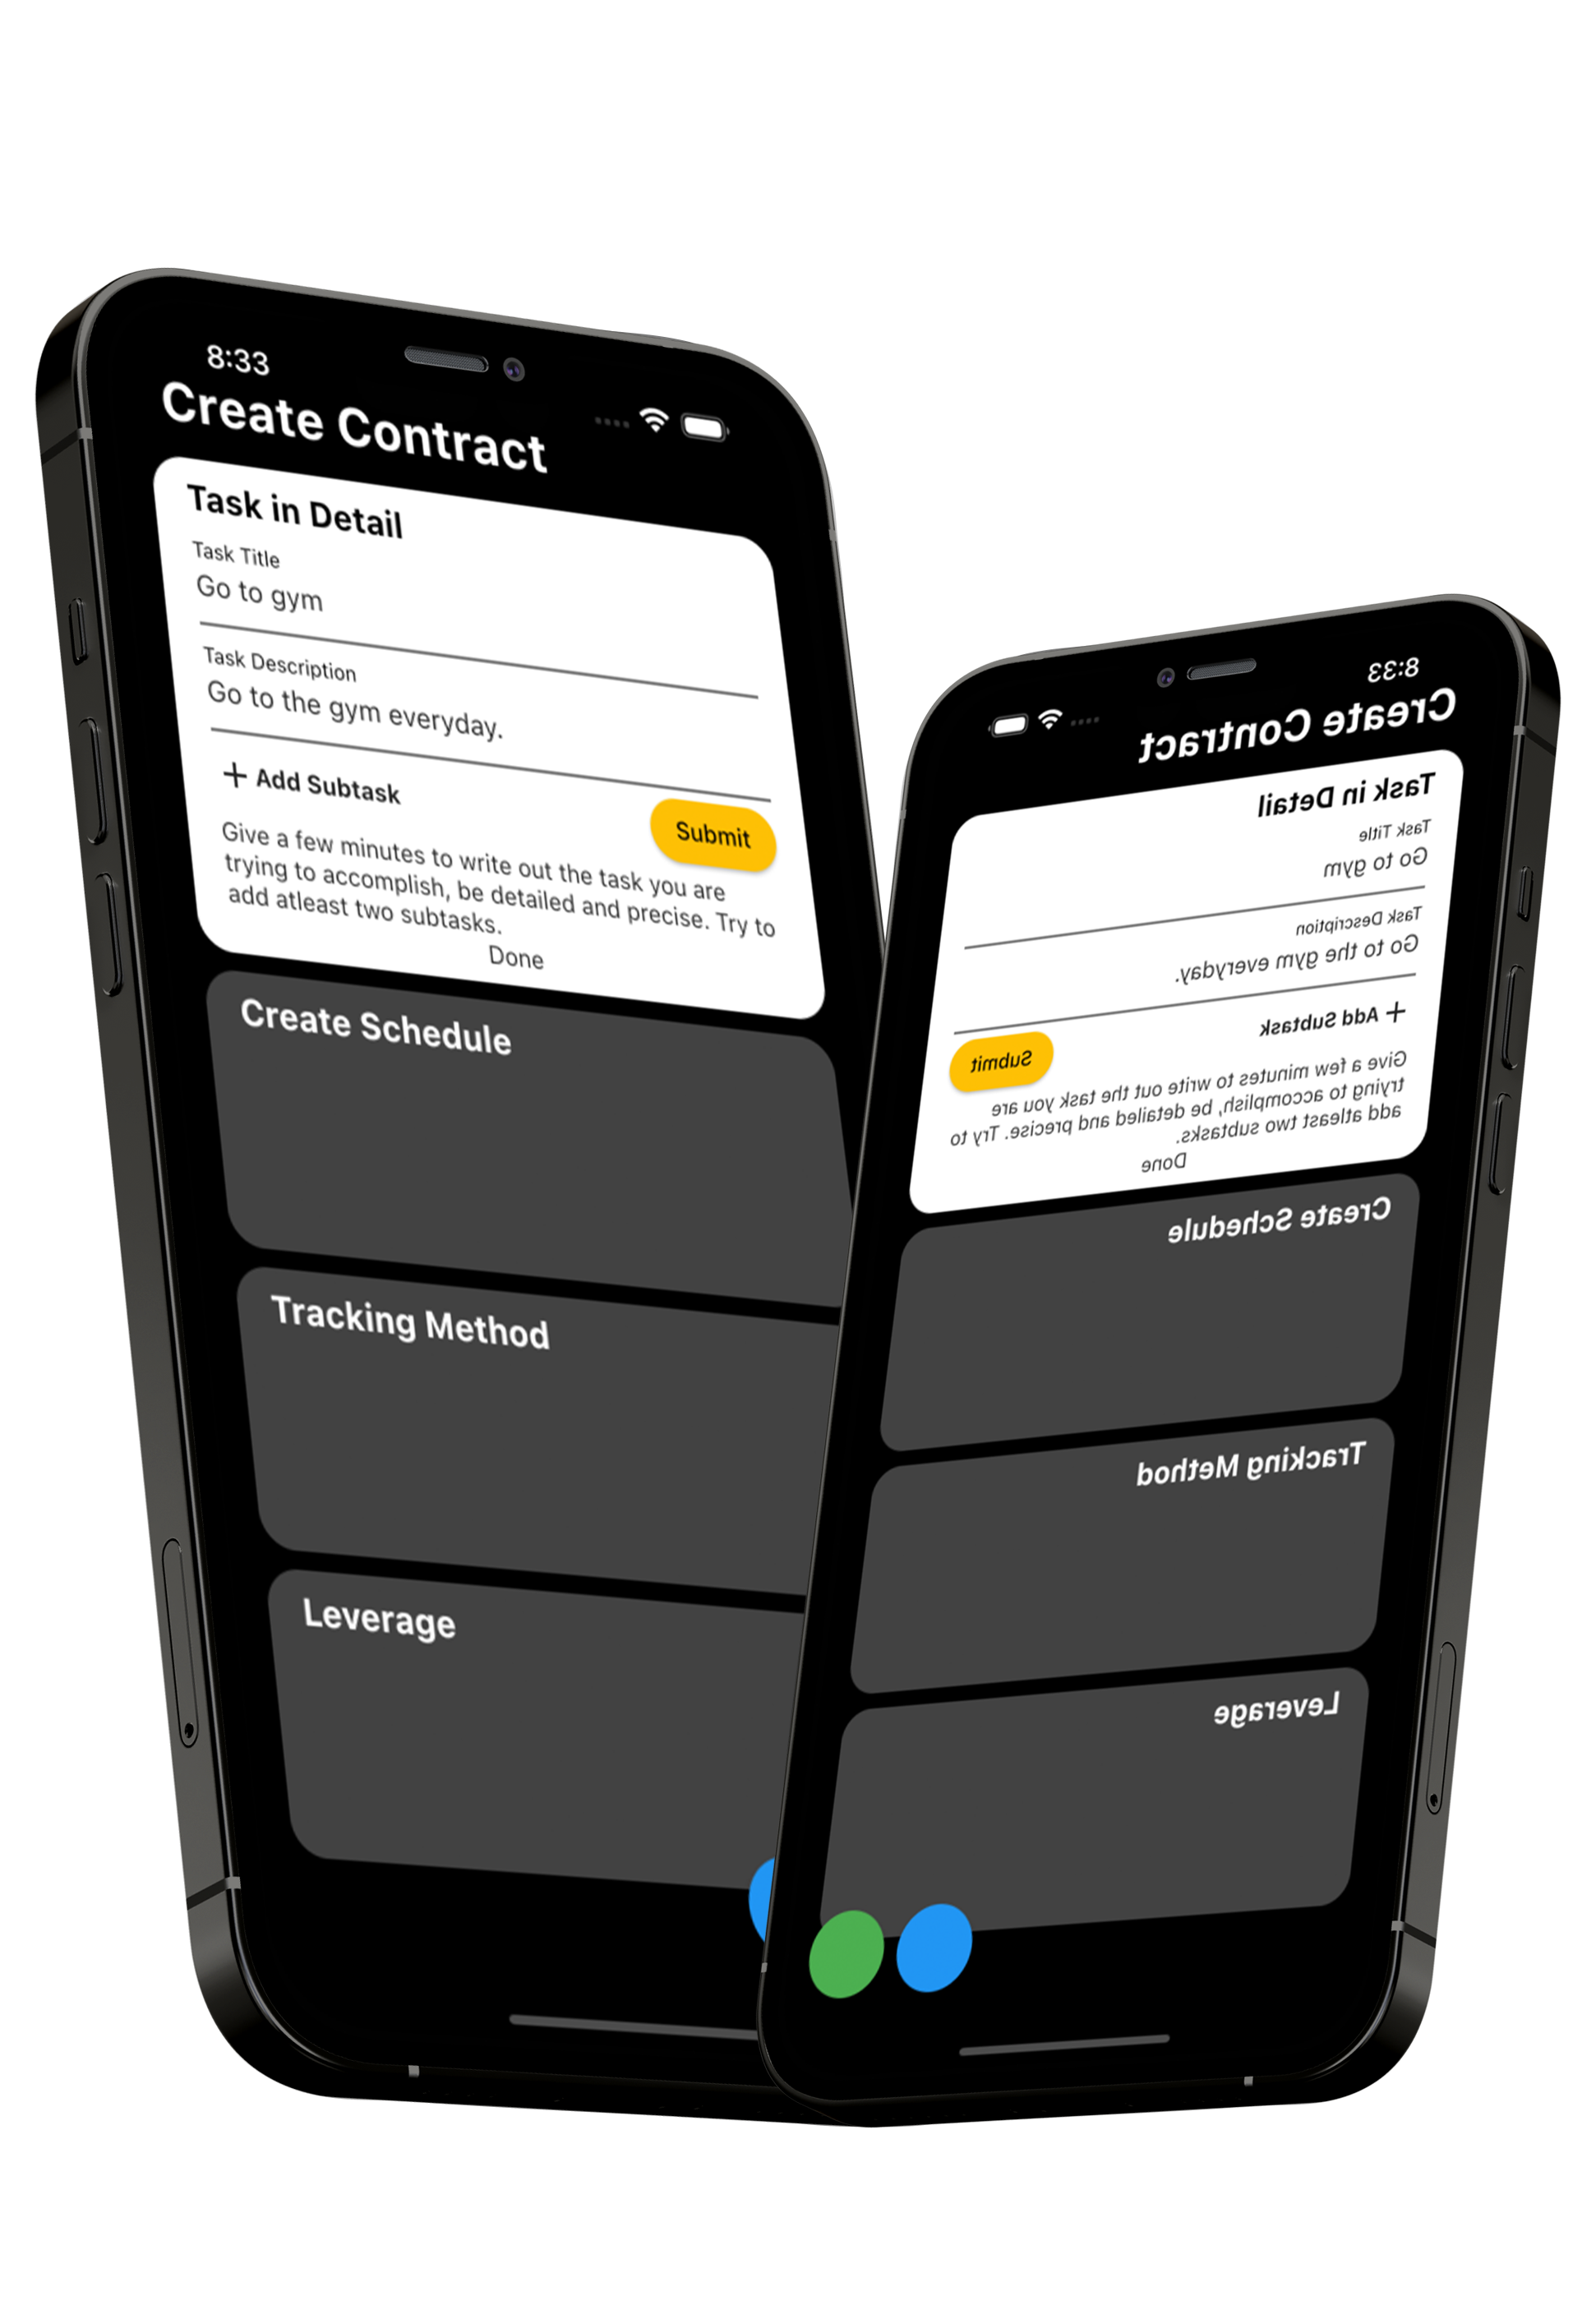 8:33
Create Contract
Task in Detail
Task Title
Go to gym
Task Description
Go to the gym everyday.
+ Add Subtask
Submit
Give a few minutes to write out the task you are
trying to accomplish, be detailed and precise. Try to
add atleast two subtasks.
Done
Create Schedule
Tracking Method
Leverage
8:33
Create Contract
Task in Detail
Task Title
Go to gym
Task Description
Go to the gym everyday.
+ Add Subtask
Submit
Give a few minutes to write out the task you are
trying to accomplish, be detailed and precise. Try to
add atleast two subtasks.
Done
Create Schedule
Tracking Method
Leverage